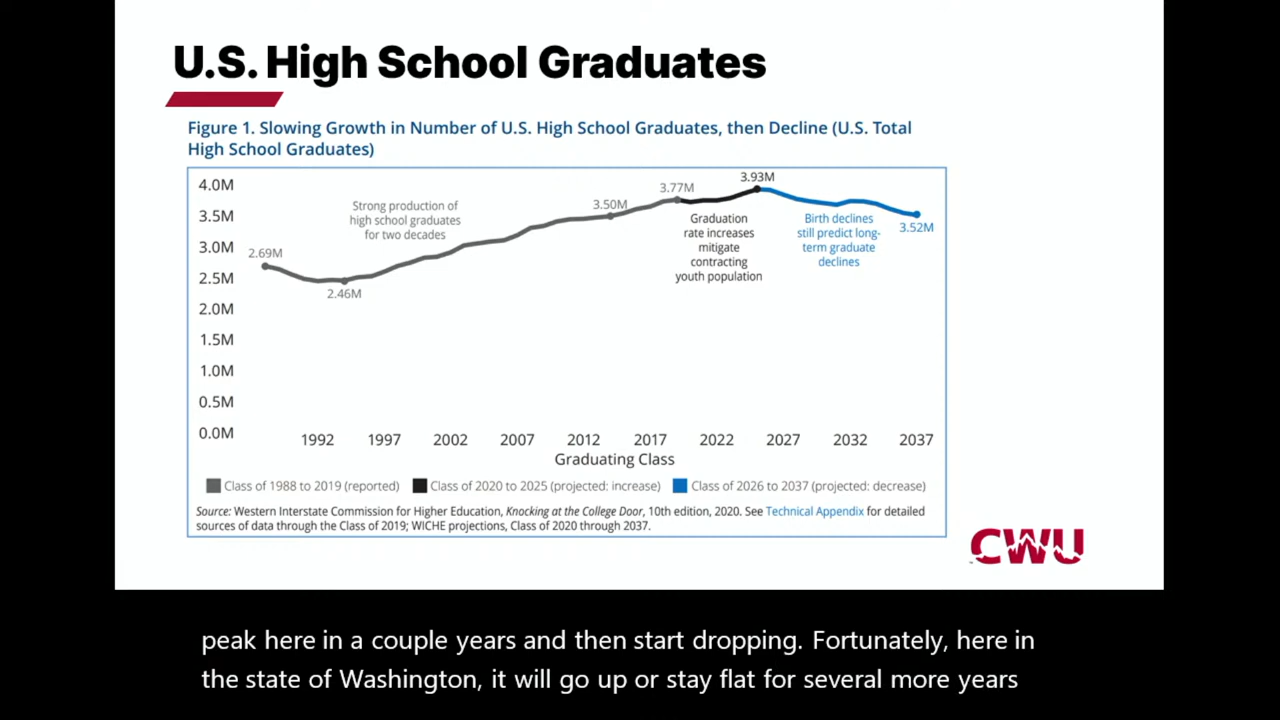 U.S. High School Graduates
Figure 1. Slowing Growth in Number of U.S. High School Graduates, then Decline (U.S. Total
High School Graduates)
4.0M
3.5M
3.0M
2.5M
2.0M
1.5M
1.0M
0.5M
0.0M
2.69M
2.46M
Strong production of
high school graduates
for two decades
3.50M
3.77M
Graduation
rate increases
mitigate
contracting
youth population
3.93M
Birth declines
still predict long-
term graduate
declines
3.52M
1992 1997 2002 2007 2012 2017 2022 2027 2032 2037
Graduating Class
Class of 1988 to 2019 (reported) Class of 2020 to 2025 (projected: increase) Class of 2026 to 2037 (projected: decrease)
Source: Western Interstate Commission for Higher Education, Knocking at the College Door, 10th edition, 2020. See Technical Appendix for detailed
sources of data through the Class of 2019; WICHE projections, Class of 2020 through 2037.
CWU
peak here in a couple years and then start dropping. Fortunately, here in
the state of Washington, it will go up or stay flat for several more years